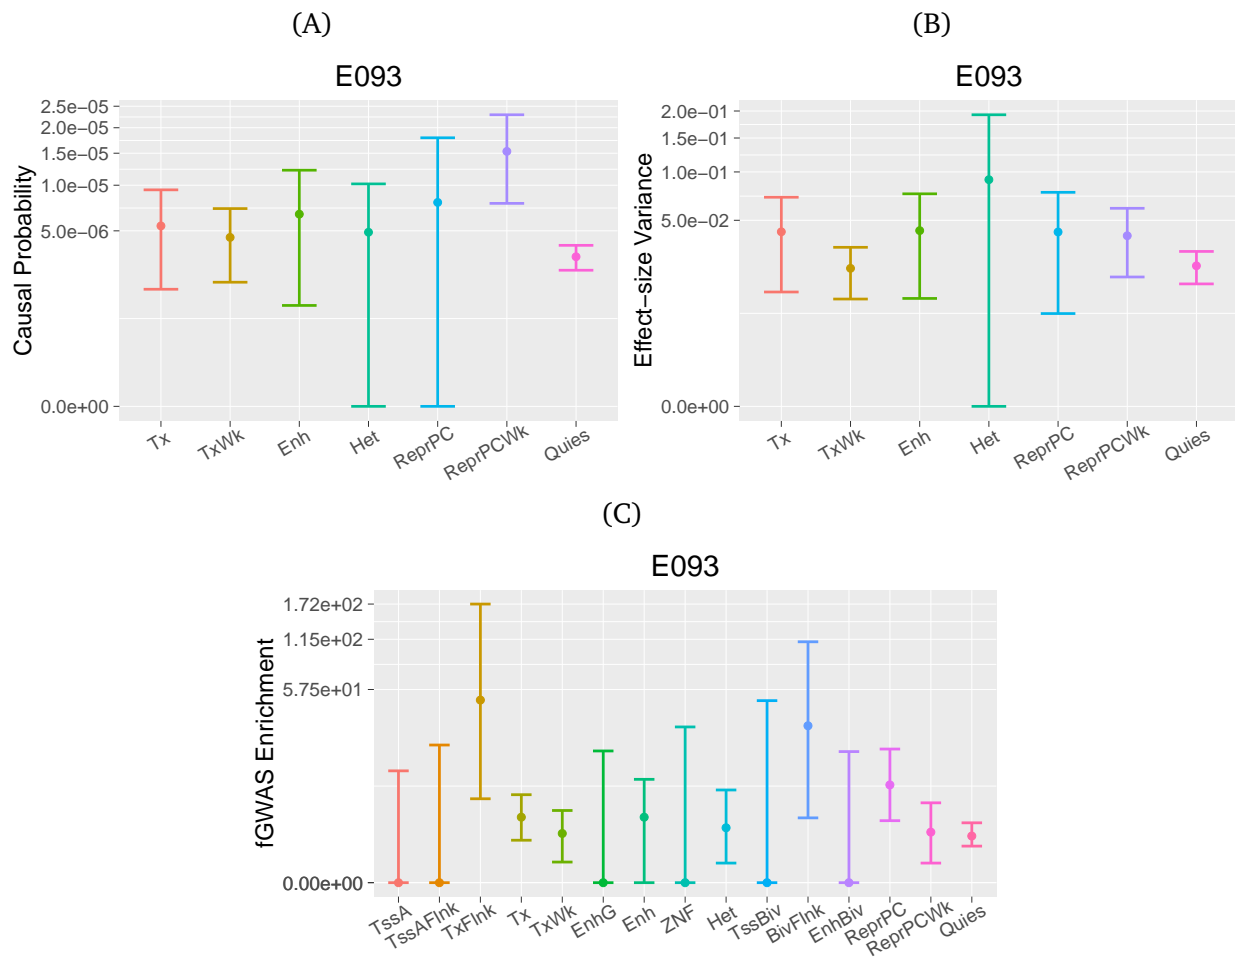 (A)
E093
Causal Probability
2.5e−05
2.0e−05
1.5e−05
1.0e−05
5.0e−06
0.0e+00
Tx
TxWk
Enh
Het
ReprPC
ReprPCWk
Quies
(B)
E093
Effect−size Variance
2.0e−01
1.5e−01
1.0e−01
5.0e−02
0.0e+00
Tx
TxWk
Enh
Het
ReprPC
ReprPCWk
Quies
(C)
E093
fGWAS Enrichment
1.72e+02
1.15e+02
5.75e+01
0.00e+00
TssA
TssAFlnk
TxFlnk
Tx
TxWk
EnhG
Enh
ZNF
Het
TssBiv
BivFlnk
EnhBiv
ReprPC
ReprPCWk
Quies